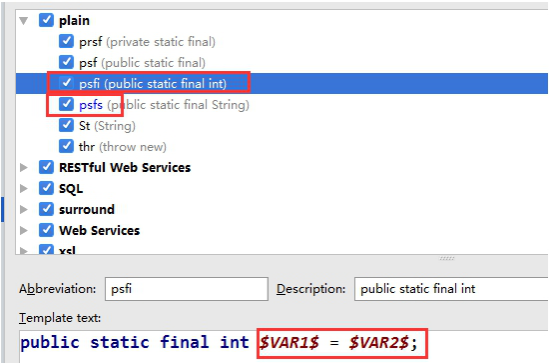 plain
prsf (private static final)
psf (public static final)
psfi (public static final int)
psfs (public static final String)
St (String)
thr (throw new)
RESTful Web Services
SQL
surround
Web Services
xsl
Abbreviation: psfi Description: public static final int
Template text:
public static final int $VAR1$ = $VAR2$;